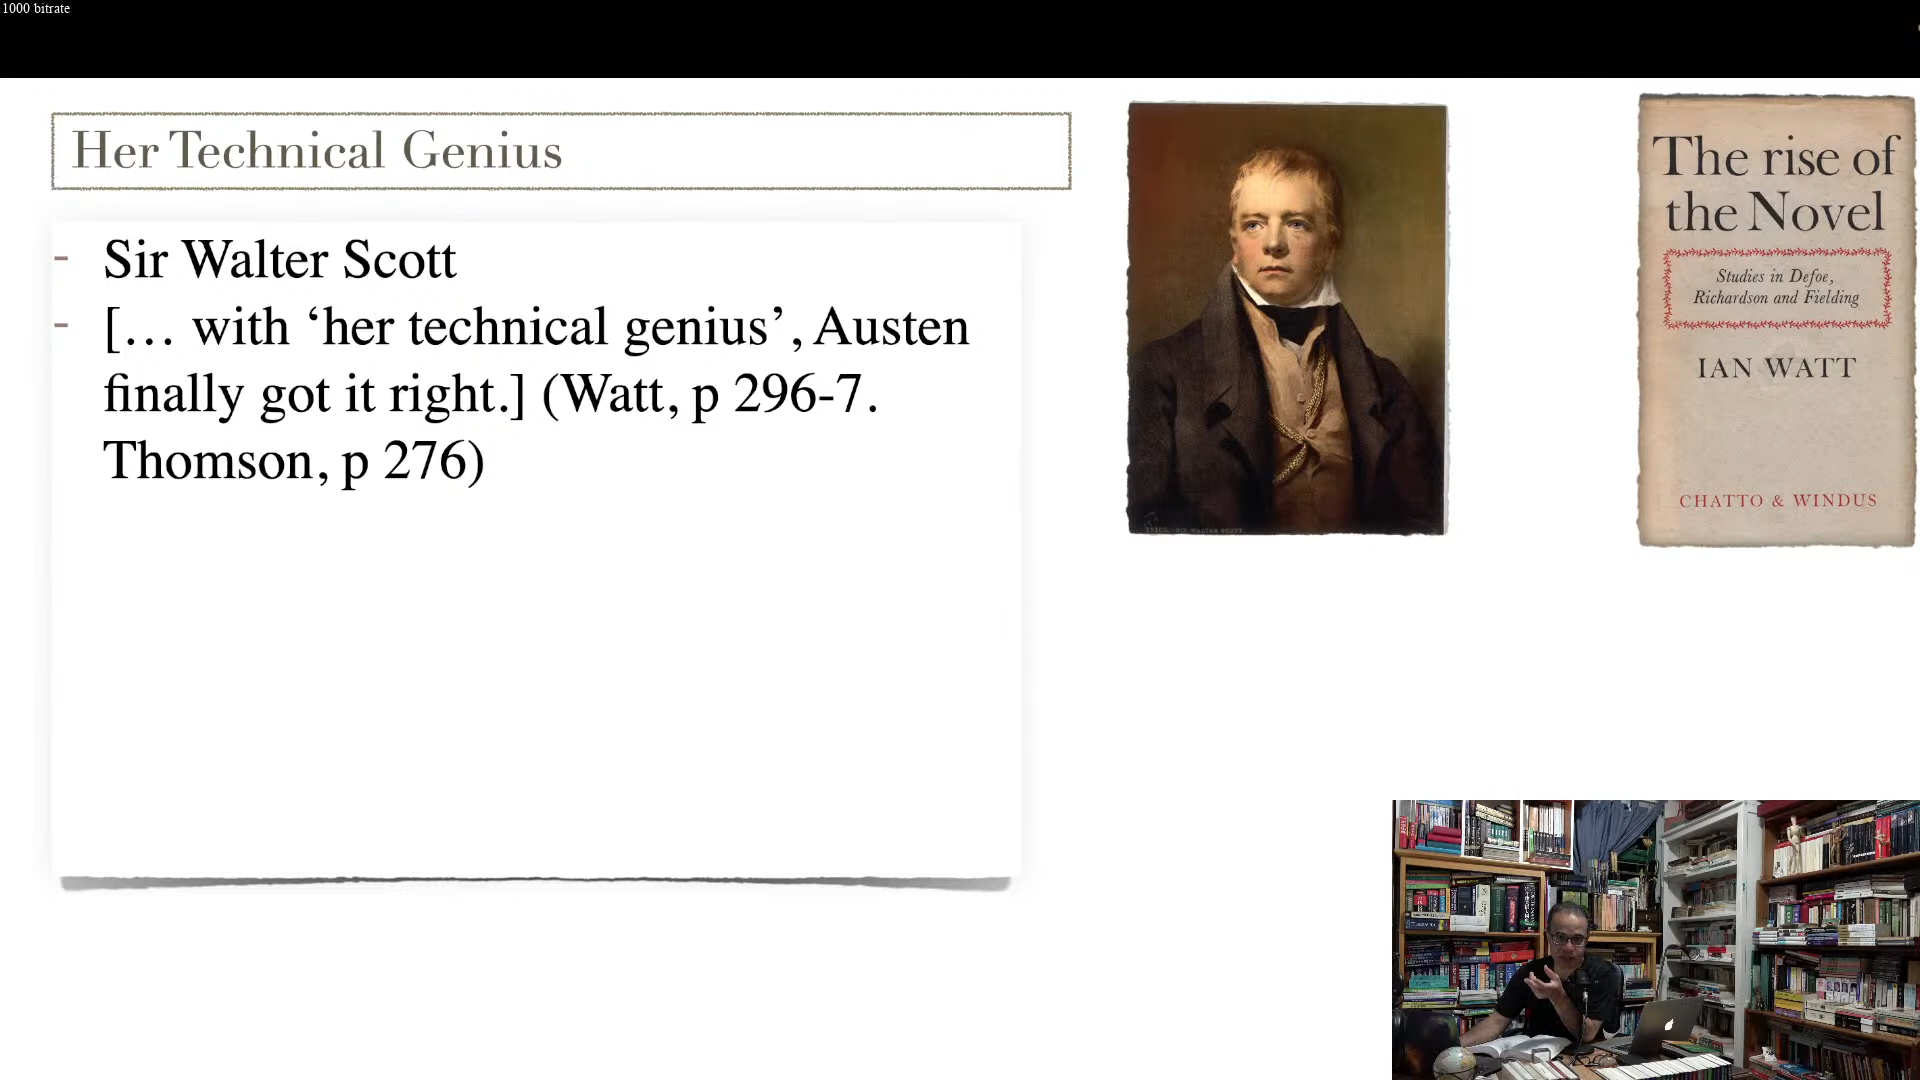 1000 bitrate
Her Technical Genius
- Sir Walter Scott
- [… with ‘her technical genius’, Austen
finally got it right.] (Watt, p 296-7.
Thomson, p 276)
The rise of
the Novel
Studies in Defoe,
Richardson and Fielding
IAN WATT
CHATTO & WINDUS